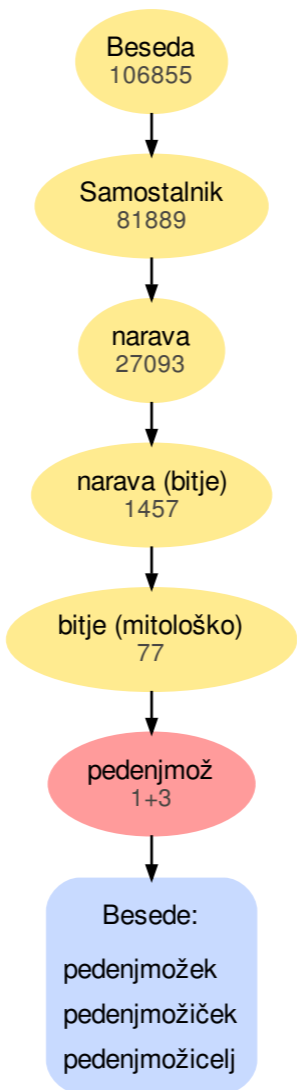 Beseda
106855
Samostalnik
81889
narava
27093
narava (bitje)
1457
bitje (mitološko)
77
pedenjmož
1+3
Besede:
pedenjmožek
pedenjmožiček
pedenjmožicelj